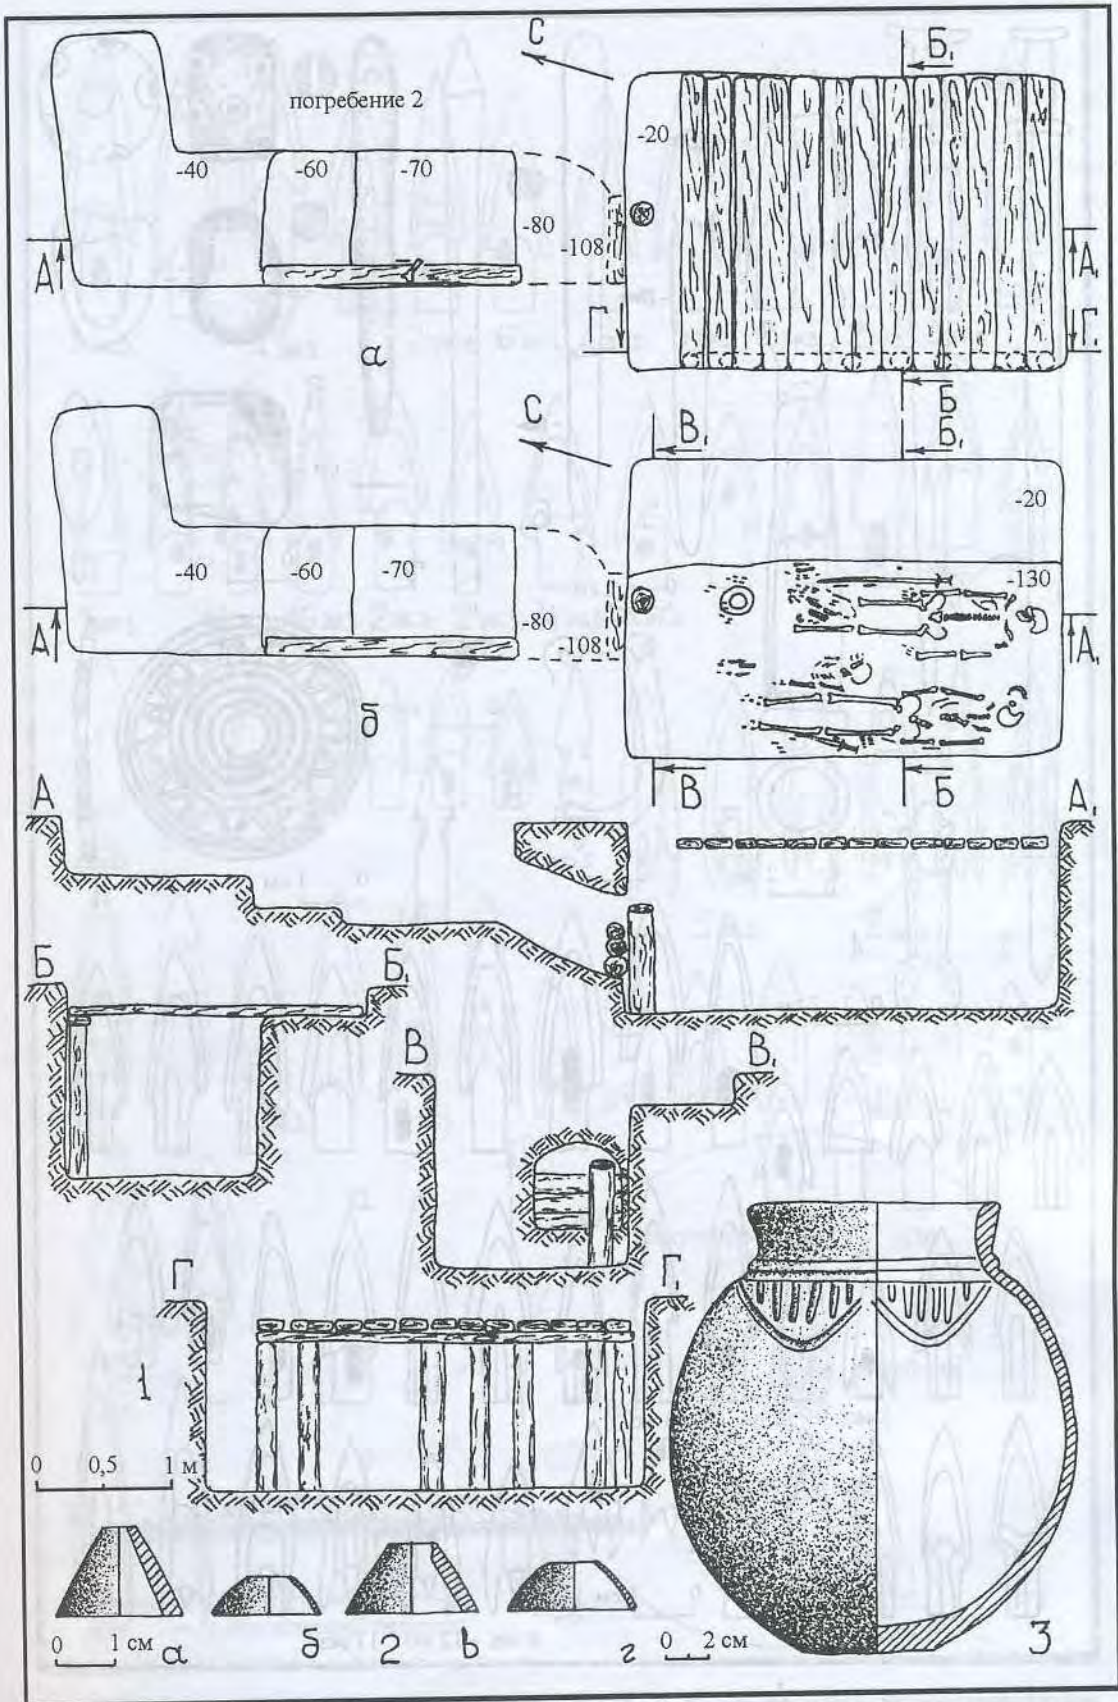 С
Б₁
погребение 2
-20
-40 -60 -70
-80
-108
А
А₁
Г
Г₁
а
Б
С
В₁
Б₁
-20
-40 -60 -70
-130
-80
-108
А
А₁
б
В
Б
А
А₁
Б
Б₁
В
В₁
Г
Г₁
1
0 0,5 1 м
0 1 см
а б 2 в г
0 2 см
3